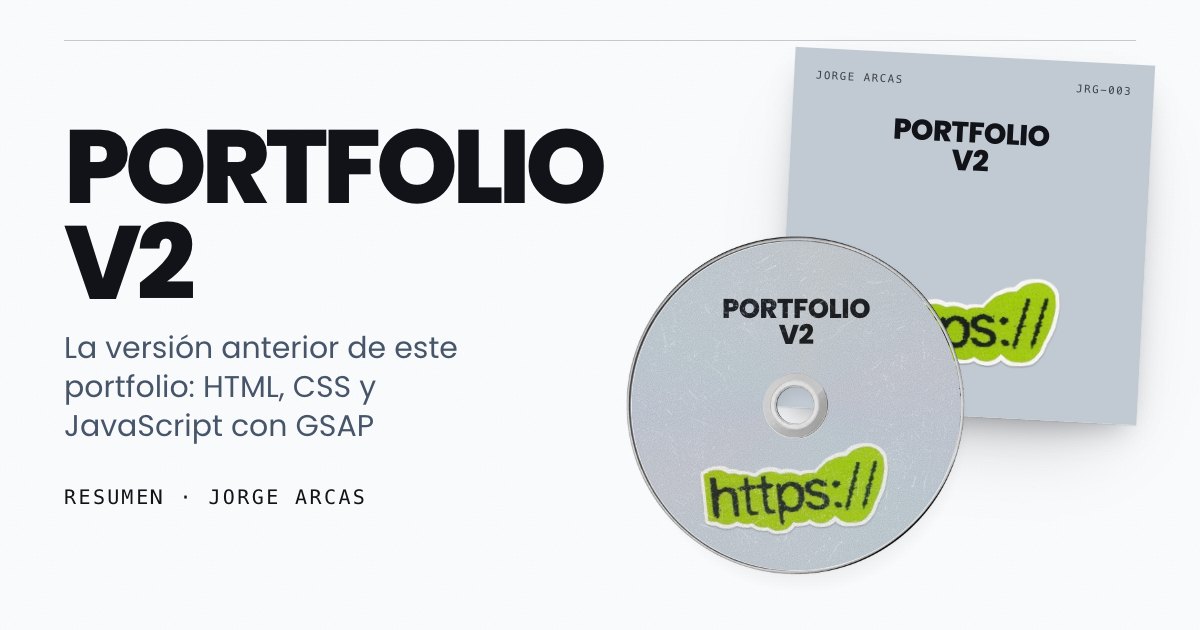 PORTFOLIO
V2
La versión anterior de este
portfolio: HTML, CSS y
JavaScript con GSAP
RESUMEN · JORGE ARCAS
JORGE ARCAS
JRG-003
PORTFOLIO
V2
ps://
PORTFOLIO
V2
https://